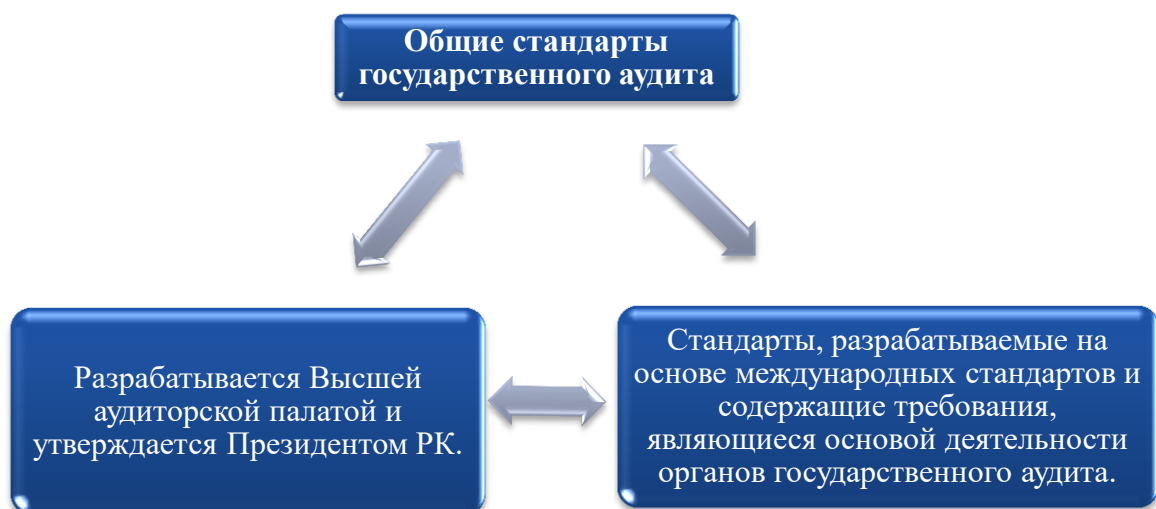 Общие стандарты
государственного аудита
Разрабатывается Высшей
аудиторской палатой и
утверждается Президентом РК.
Стандарты, разрабатываемые на
основе международных стандартов и
содержащие требования,
являющиеся основой деятельности
органов государственного аудита.